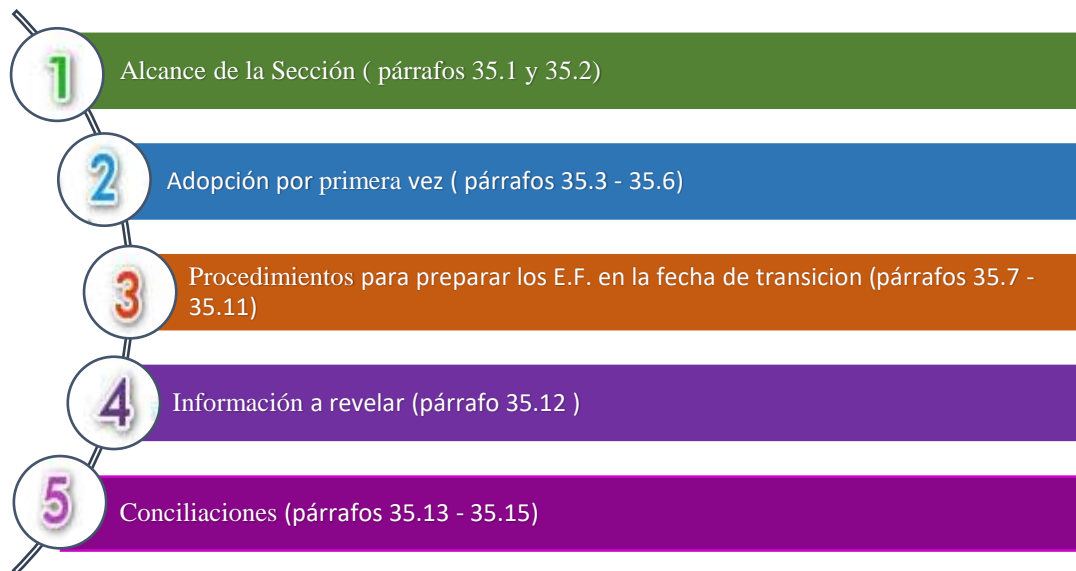 1
Alcance de la Sección ( párrafos 35.1 y 35.2)
2
Adopción por primera vez ( párrafos 35.3 - 35.6)
3
Procedimientos para preparar los E.F. en la fecha de transicion (párrafos 35.7 -
35.11)
4
Información a revelar (párrafo 35.12 )
5
Conciliaciones (párrafos 35.13 - 35.15)